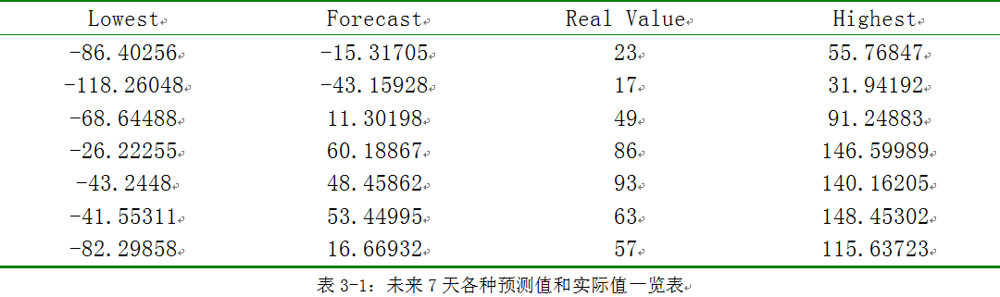 Lowest Forecast Real Value Highest
-86.40256 -15.31705 23 55.76847
-118.26048 -43.15928 17 31.94192
-68.64488 11.30198 49 91.24883
-26.22255 60.18867 86 146.59989
-43.2448 48.45862 93 140.16205
-41.55311 53.44995 63 148.45302
-82.29858 16.66932 57 115.63723
表 3-1：未来 7 天各种预测值和实际值一览表